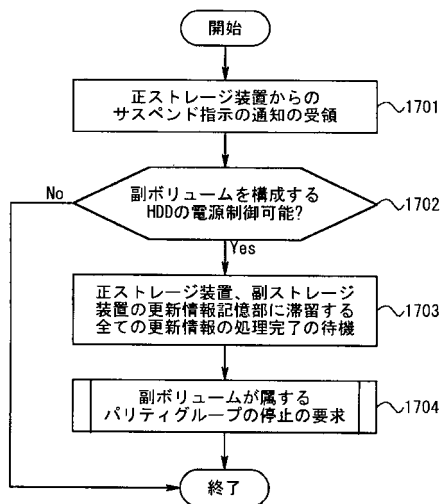 開始
正ストレージ装置からの
サスペンド指示の通知の受領
1701
No
副ボリュームを構成する
HDDの電源制御可能?
1702
Yes
正ストレージ装置、副ストレージ
装置の更新情報記憶部に滞留する
全ての更新情報の処理完了の待機
1703
副ボリュームが属する
パリティグループの停止の要求
1704
終了